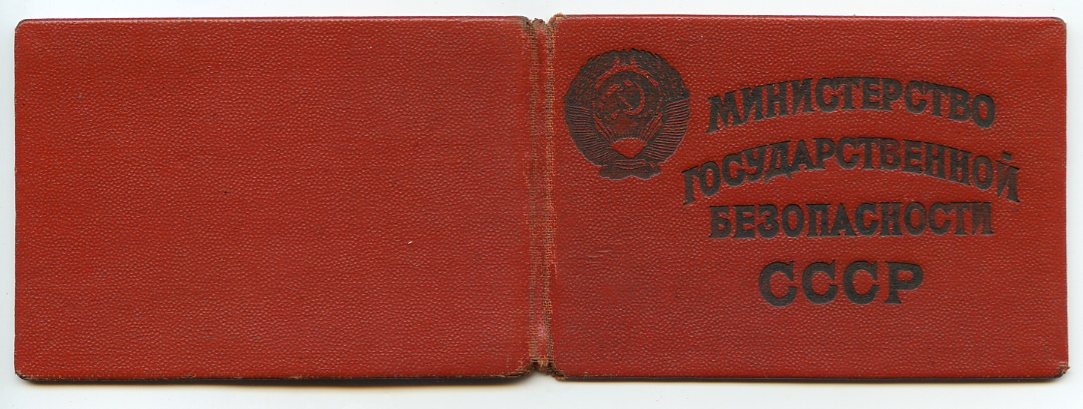 МИНИСТЕРСТВО
ГОСУДАРСТВЕННОЙ
БЕЗОПАСНОСТИ
СССР